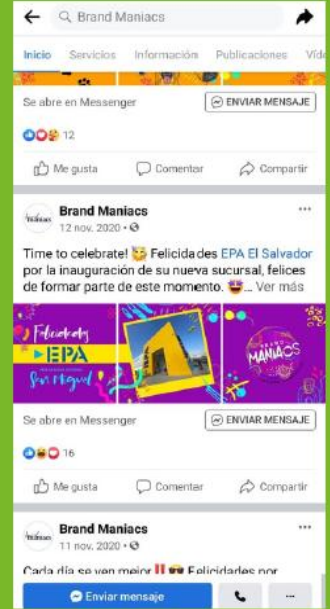 Brand Maniacs
Inicio Servicios Información Publicaciones Víde
Se abre en Messenger
ENVIAR MENSAJE
12
Me gusta Comentar Compartir
Brand Maniacs
12 nov. 2020
Time to celebrate! Felicidades EPA El Salvador
por la inauguración de su nueva sucursal, felices
de formar parte de este momento. ... Ver más
Felicidades
EPA
San Miguel
BRAND
MANIACS
Se abre en Messenger
ENVIAR MENSAJE
16
Me gusta Comentar Compartir
Brand Maniacs
11 nov. 2020
Cada día se ven mejor !! Felicidades por
Enviar mensaje